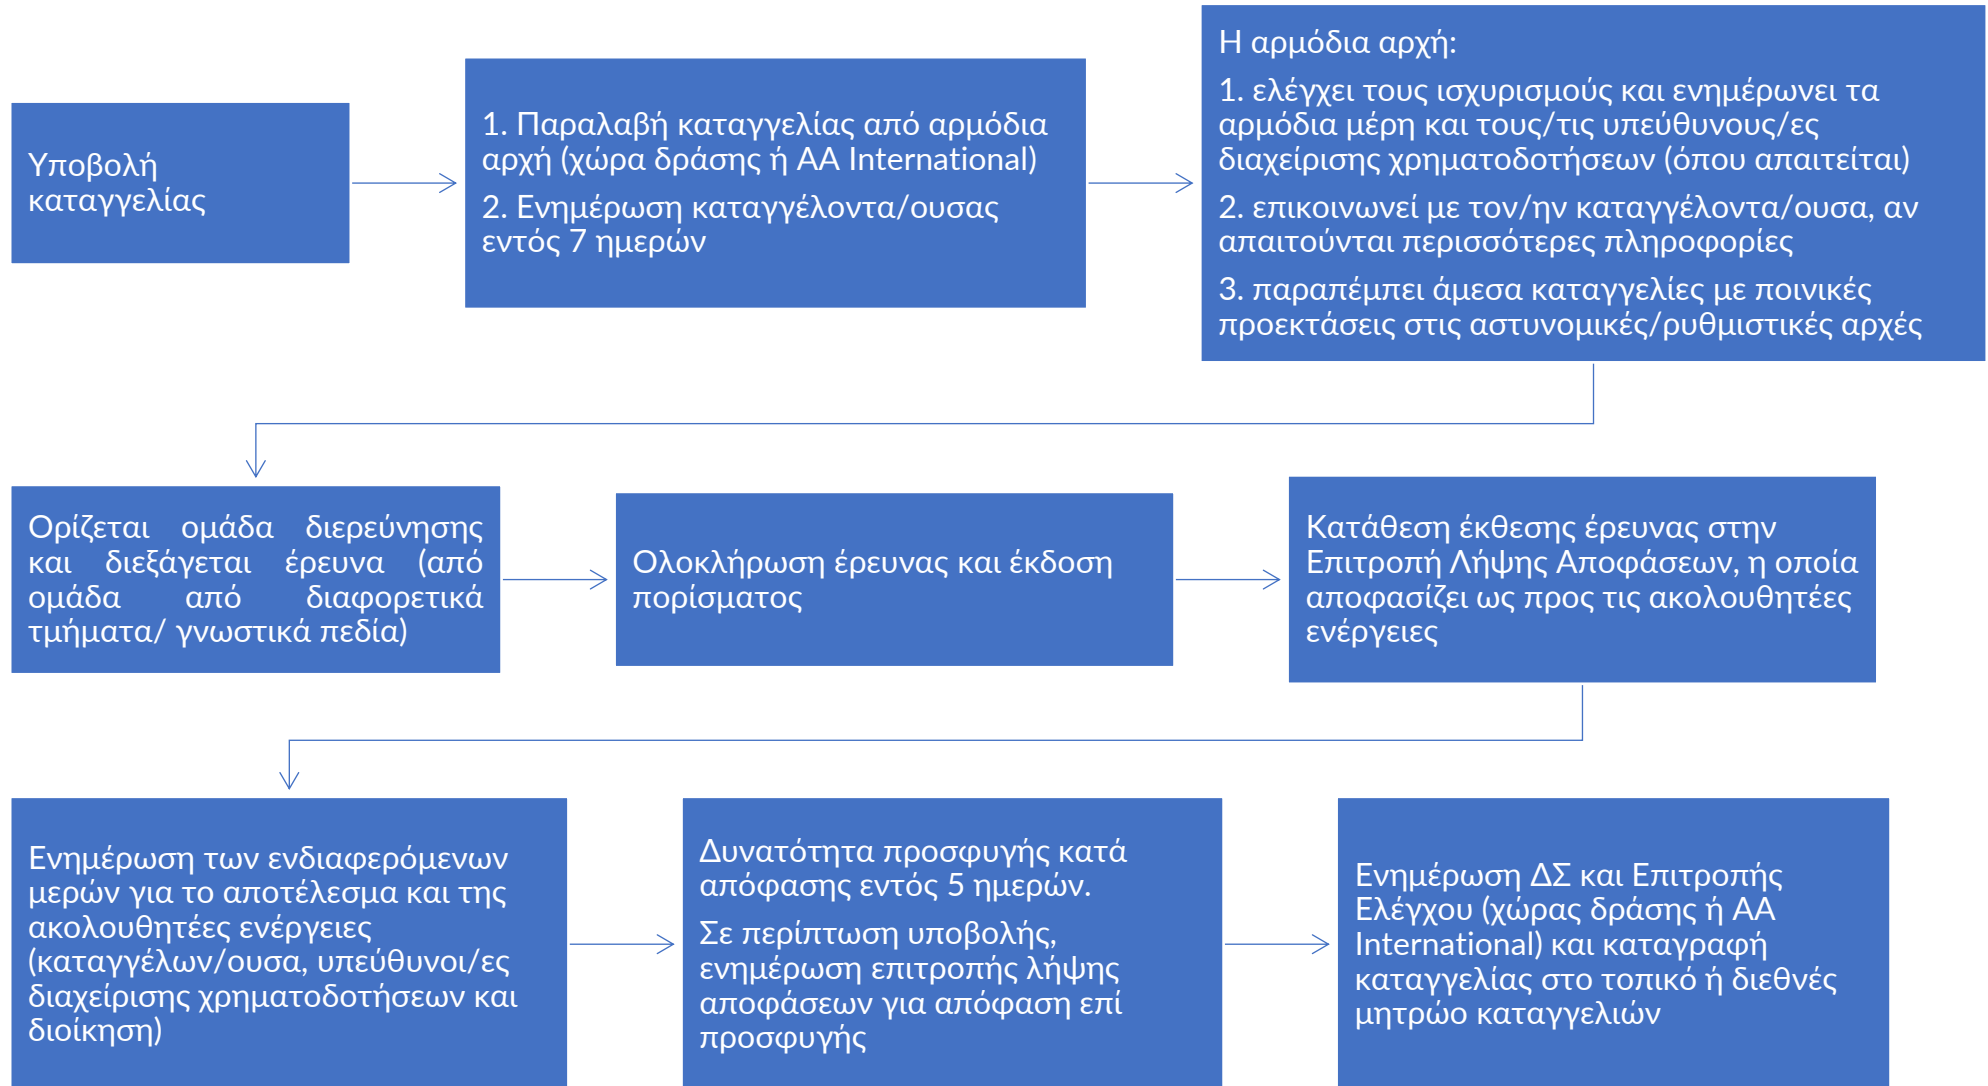 Υποβολή
καταγγελίας
1. Παραλαβή καταγγελίας από αρμόδια
αρχή (χώρα δράσης ή AA International)
2. Ενημέρωση καταγγέλοντα/ουσας
εντός 7 ημερών
Η αρμόδια αρχή:
1. ελέγχει τους ισχυρισμούς και ενημέρωνει τα
αρμόδια μέρη και τους/τις υπεύθυνους/ες
διαχείρισης χρηματοδοτήσεων (όπου απαιτείται)
2. επικοινωνεί με τον/ην καταγγέλοντα/ουσα, αν
απαιτούνται περισσότερες πληροφορίες
3. παραπέμπει άμεσα καταγγελίες με ποινικές
προεκτάσεις στις αστυνομικές/ρυθμιστικές αρχές
Ορίζεται ομάδα διερεύνησης
και διεξάγεται έρευνα (από
ομάδα από διαφορετικά
τμήματα/ γνωστικά πεδία)
Ολοκλήρωση έρευνας και έκδοση
πορίσματος
Κατάθεση έκθεσης έρευνας στην
Επιτροπή Λήψης Αποφάσεων, η οποία
αποφασίζει ως προς τις ακολουθητέες
ενέργειες
Ενημέρωση των ενδιαφερόμενων
μερών για το αποτέλεσμα και της
ακολουθητέες ενέργειες
(καταγγέλων/ουσα, υπεύθυνοι/ες
διαχείρισης χρηματοδοτήσεων και
διοίκηση)
Δυνατότητα προσφυγής κατά
απόφασης εντός 5 ημερών.
Σε περίπτωση υποβολής,
ενημέρωση επιτροπής λήψης
αποφάσεων για απόφαση επί
προσφυγής
Ενημέρωση ΔΣ και Επιτροπής
Ελέγχου (χώρας δράσης ή AA
International) και καταγραφή
καταγγελίας στο τοπικό ή διεθνές
μητρώο καταγγελιών